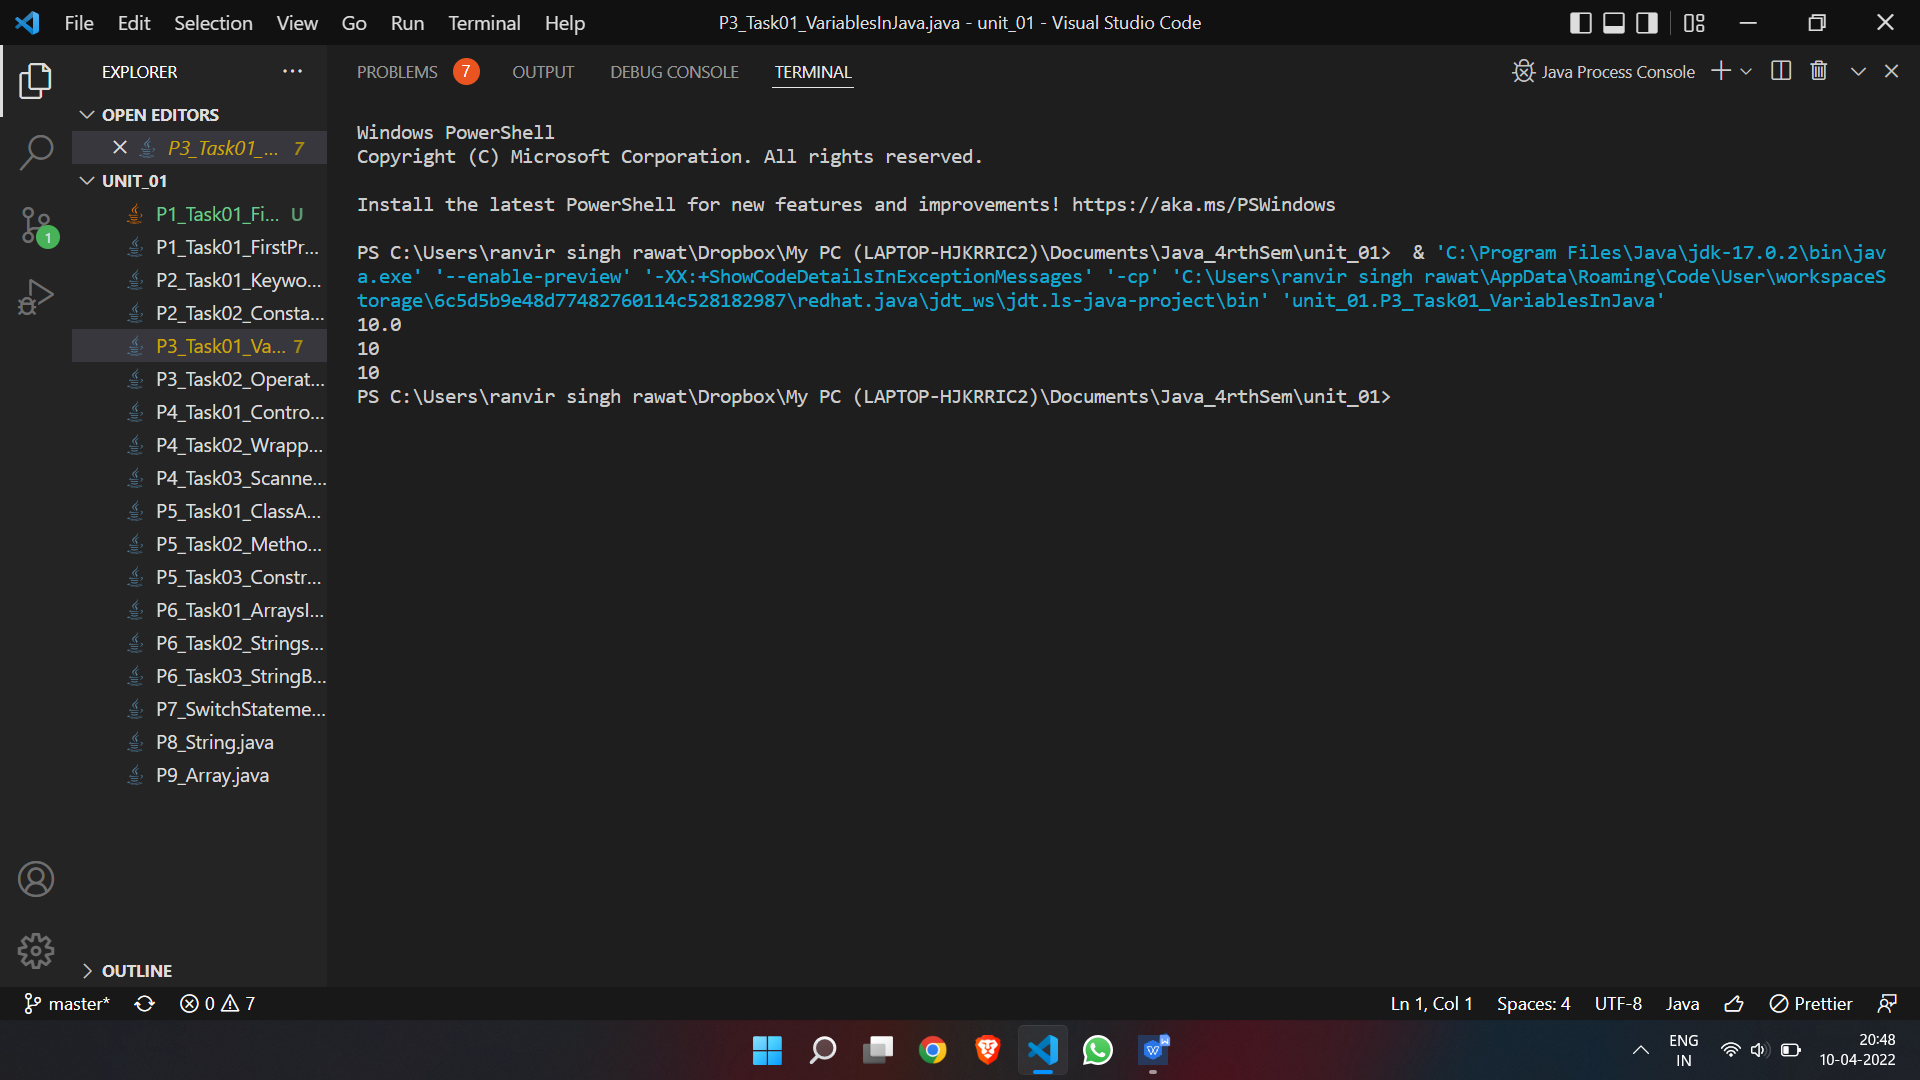 File Edit Selection View Go Run Terminal Help
P3_Task01_VariablesInJava.java - unit_01 - Visual Studio Code
EXPLORER
OPEN EDITORS
P3_Task01_... 7
UNIT_01
P1_Task01_Fi... U
P1_Task01_FirstPr...
P2_Task01_Keywo...
P2_Task02_Consta...
P3_Task01_Va... 7
P3_Task02_Operat...
P4_Task01_Contro...
P4_Task02_Wrapp...
P4_Task03_Scanne...
P5_Task01_ClassA...
P5_Task02_Metho...
P5_Task03_Constr...
P6_Task01_ArraysI...
P6_Task02_Strings...
P6_Task03_StringB...
P7_SwitchStateme...
P8_String.java
P9_Array.java
OUTLINE
1
PROBLEMS 7 OUTPUT DEBUG CONSOLE TERMINAL
Java Process Console
Windows PowerShell
Copyright (C) Microsoft Corporation. All rights reserved.
Install the latest PowerShell for new features and improvements! https://aka.ms/PSWindows
PS C:\Users\ranvir singh rawat\Dropbox\My PC (LAPTOP-HJKRRIC2)\Documents\Java_4rthSem\unit_01>  & 'C:\Program Files\Java\jdk-17.0.2\bin\jav
a.exe' '--enable-preview' '-XX:+ShowCodeDetailsInExceptionMessages' '-cp' 'C:\Users\ranvir singh rawat\AppData\Roaming\Code\User\workspaceS
torage\6c5d5b9e48d77482760114c528182987\redhat.java\jdt_ws\jdt.ls-java-project\bin' 'unit_01.P3_Task01_VariablesInJava'
10.0
10
10
PS C:\Users\ranvir singh rawat\Dropbox\My PC (LAPTOP-HJKRRIC2)\Documents\Java_4rthSem\unit_01>
master* 0 7
Ln 1, Col 1 Spaces: 4 UTF-8 Java Prettier
ENG
IN
20:48
10-04-2022